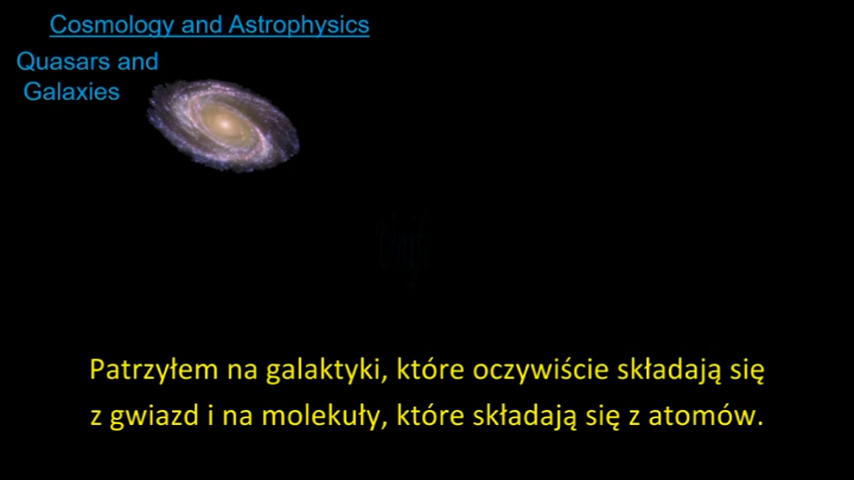 Cosmology and Astrophysics
Quasars and
Galaxies
Patrzyłem na galaktyki, które oczywiście składają się
z gwiazd i na molekuły, które składają się z atomów.